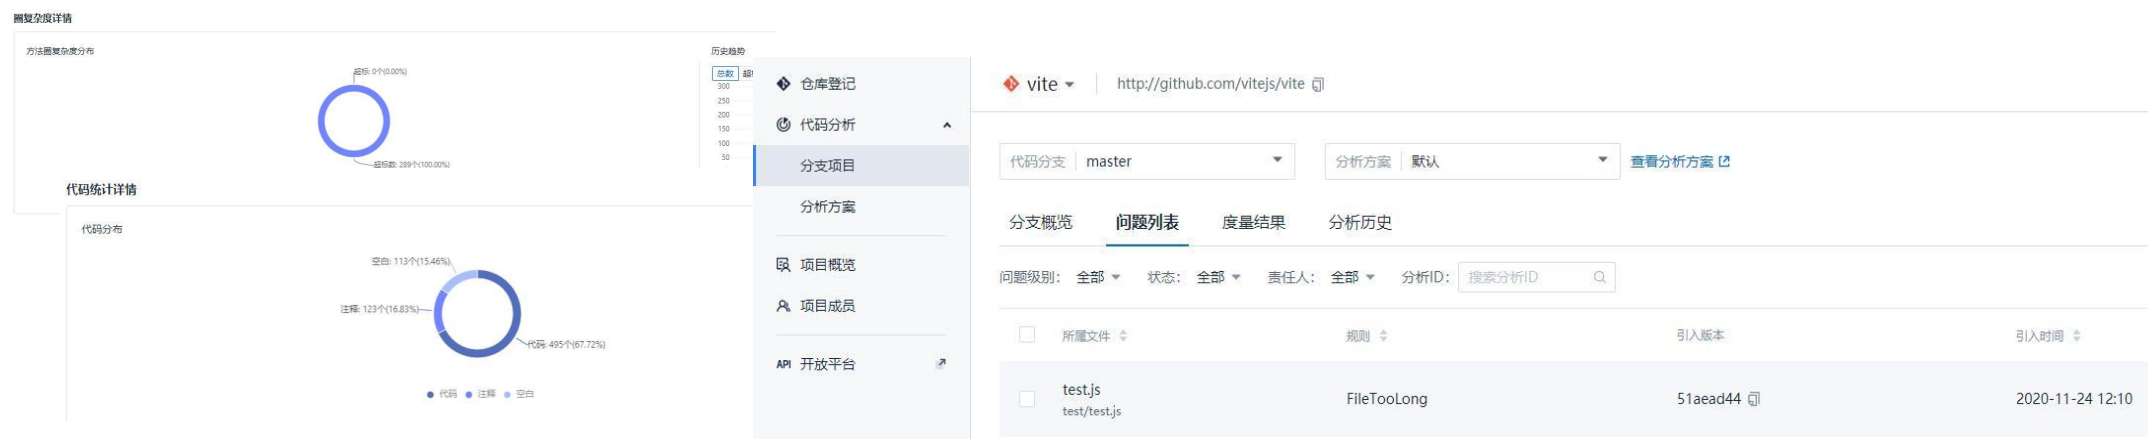 圈复杂度详情
方法圈复杂度分布
超标: 0个(0.00%)
超标数: 289个(100.00%)
历史趋势
总数
300
250
200
150
100
50
代码统计详情
代码分布
空白: 113个(15.46%)
注释: 123个(16.83%)
代码: 495个(67.72%)
代码 注释 空白
仓库登记
代码分析
分支项目
分析方案
项目概览
项目成员
API 开放平台
vite http://github.com/vitejs/vite
代码分支 master 分析方案 默认 查看分析方案
分支概览 问题列表 度量结果 分析历史
问题级别: 全部 状态: 全部 责任人: 全部 分析ID: 搜索分析ID
所属文件 规则 引入版本 引入时间
test.js FileTooLong 51aead44 2020-11-24 12:10
test/test.js